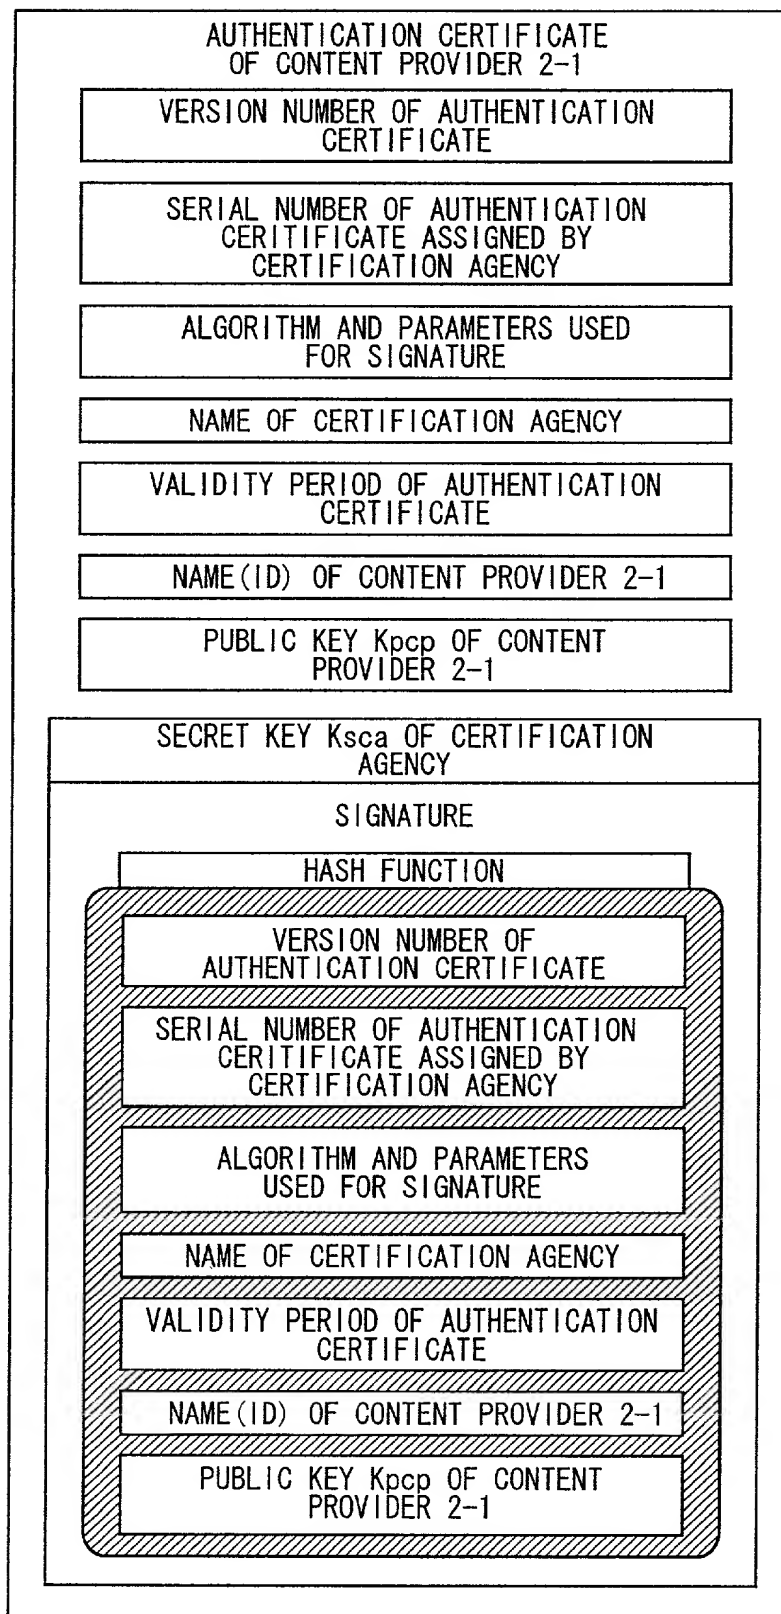 AUTHENTICATION CERTIFICATE
OF CONTENT PROVIDER 2-1
VERSION NUMBER OF AUTHENTICATION
CERTIFICATE
SERIAL NUMBER OF AUTHENTICATION
CERITIFICATE ASSIGNED BY
CERTIFICATION AGENCY
ALGORITHM AND PARAMETERS USED
FOR SIGNATURE
NAME OF CERTIFICATION AGENCY
VALIDITY PERIOD OF AUTHENTICATION
CERTIFICATE
NAME(ID) OF CONTENT PROVIDER 2-1
PUBLIC KEY Kpcp OF CONTENT
PROVIDER 2-1
SECRET KEY Ksca OF CERTIFICATION
AGENCY
SIGNATURE
HASH FUNCTION
VERSION NUMBER OF
AUTHENTICATION CERTIFICATE
SERIAL NUMBER OF AUTHENTICATION
CERITIFICATE ASSIGNED BY
CERTIFICATION AGENCY
ALGORITHM AND PARAMETERS
USED FOR SIGNATURE
NAME OF CERTIFICATION AGENCY
VALIDITY PERIOD OF AUTHENTICATION
CERTIFICATE
NAME(ID) OF CONTENT PROVIDER 2-1
PUBLIC KEY Kpcp OF CONTENT
PROVIDER 2-1